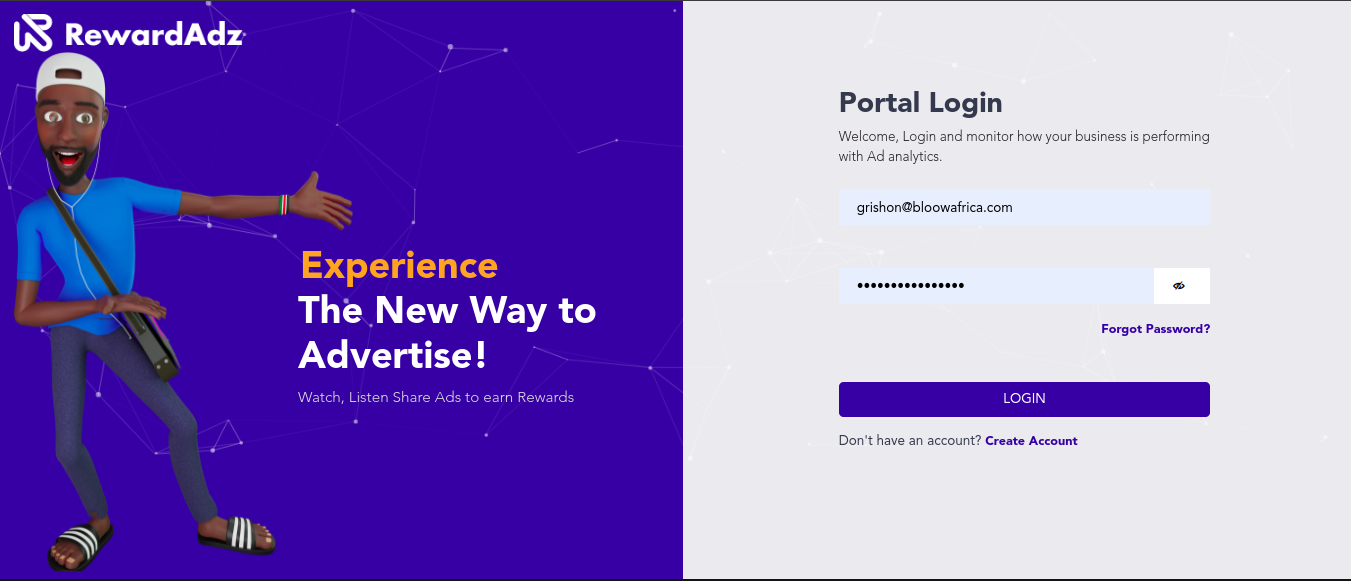 RewardAdz
Experience
The New Way to
Advertise!
Watch, Listen Share Ads to earn Rewards
Portal Login
Welcome, Login and monitor how your business is performing
with Ad analytics.
grishon@bloowafrica.com
••••••••••••••••
Forgot Password?
LOGIN
Don't have an account? Create Account